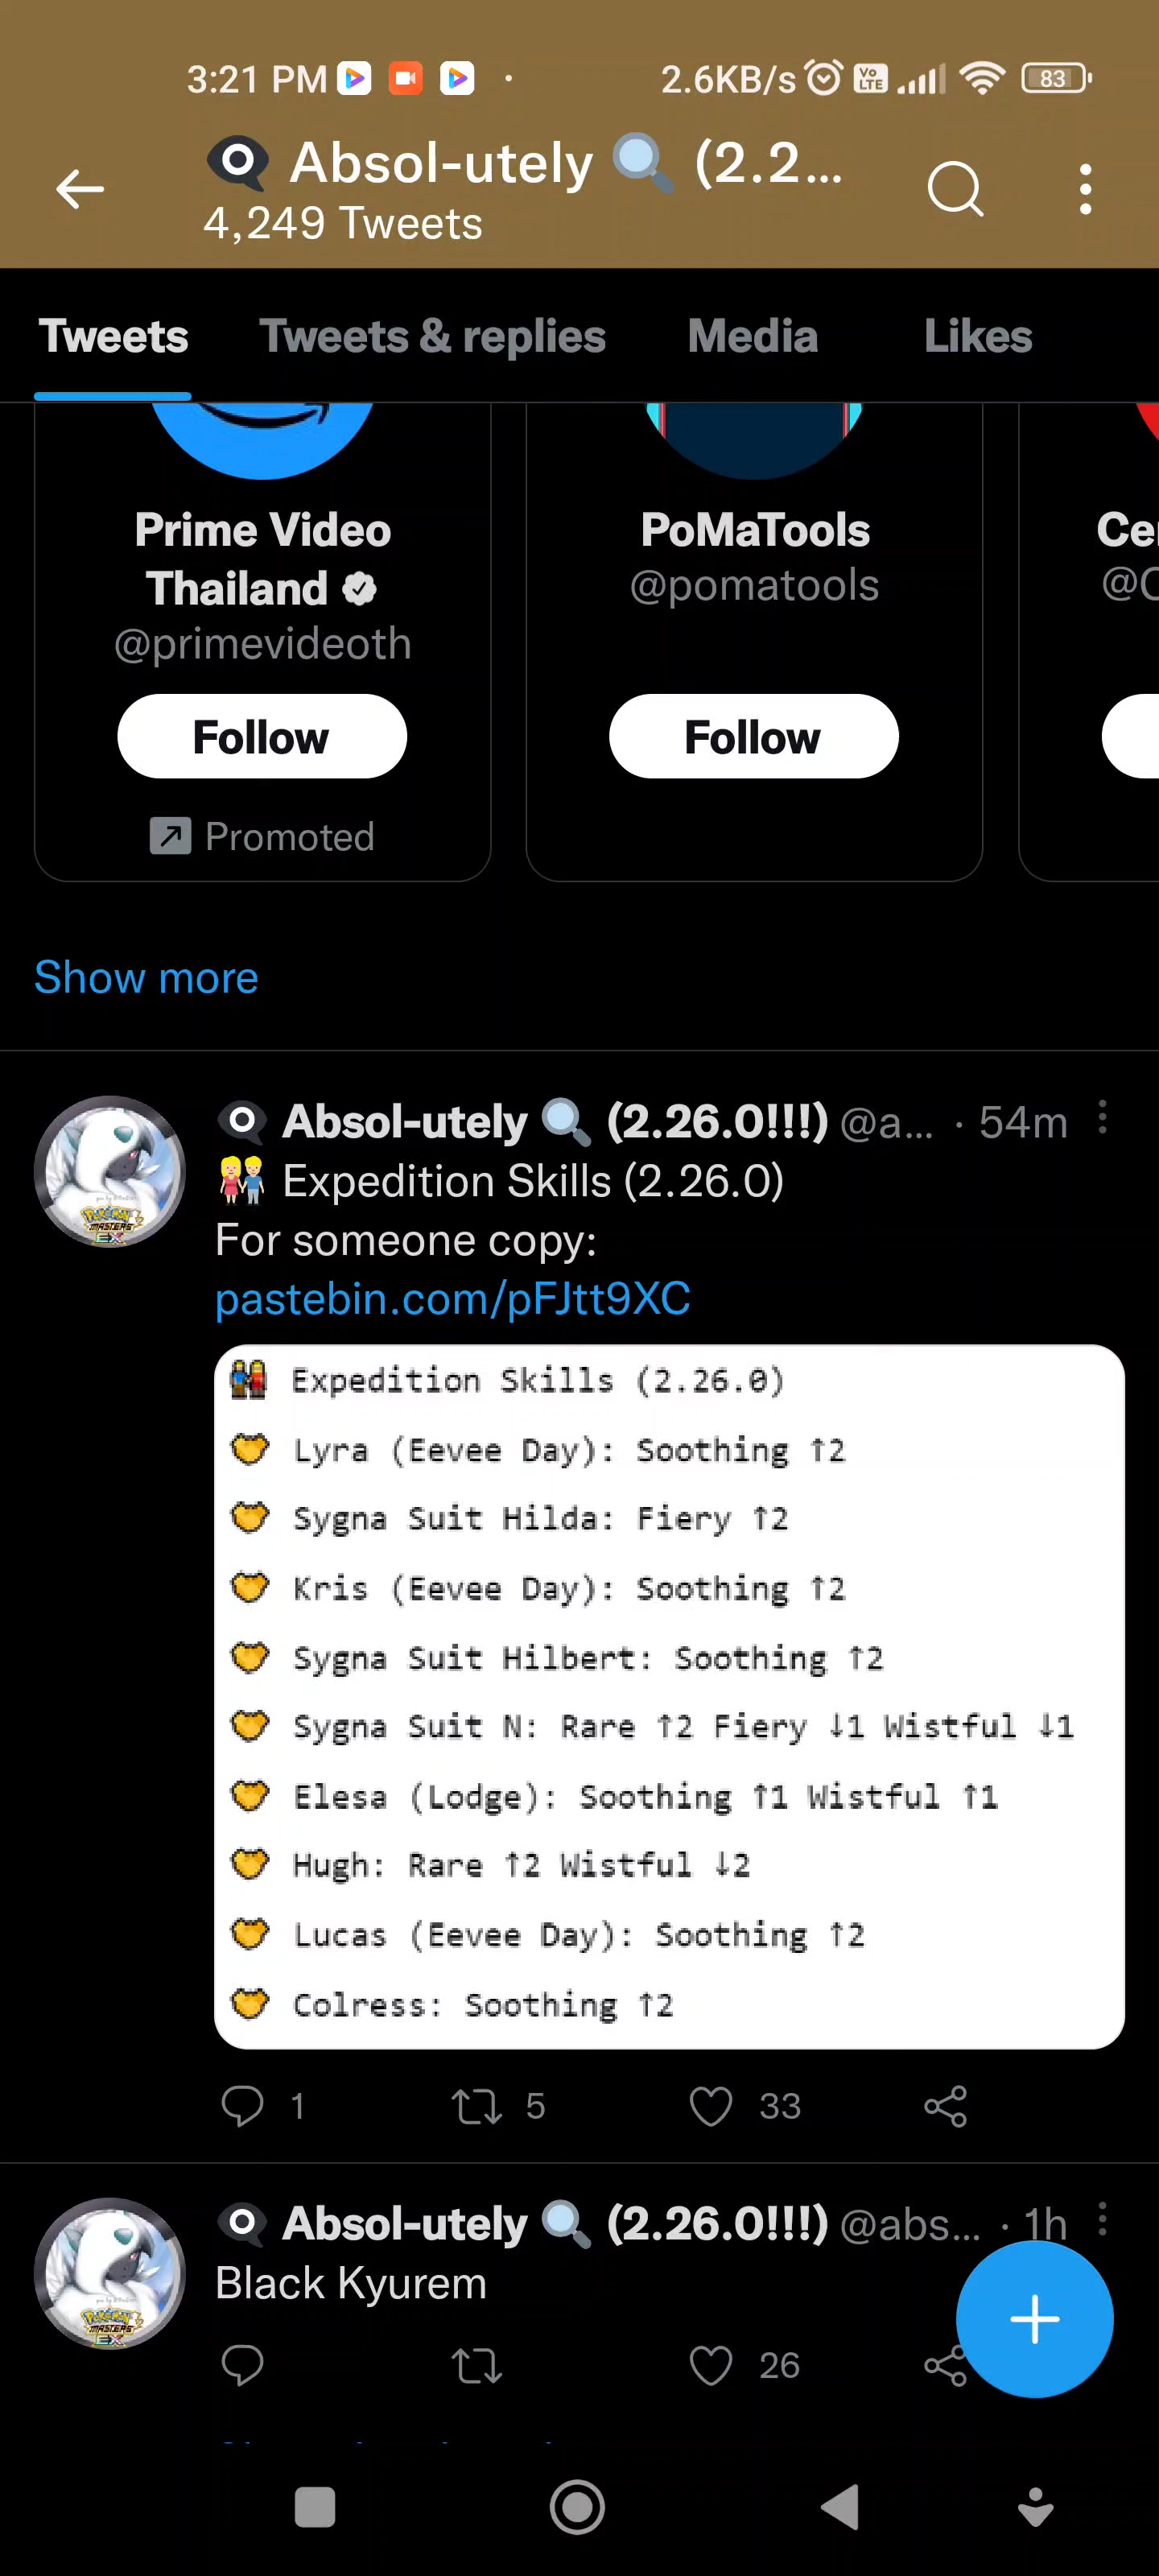 3:21 PM
2.6KB/s
Vo LTE
83
Absol-utely 🔍 (2.2...
4,249 Tweets
Tweets
Tweets & replies
Media
Likes
Prime Video
Thailand
@primevideoth
Follow
Promoted
PoMaTools
@pomatools
Follow
Show more
Absol-utely 🔍 (2.26.0!!!) @a... · 54m
👫 Expedition Skills (2.26.0)
For someone copy:
pastebin.com/pFJtt9XC
Expedition Skills (2.26.0)
Lyra (Eevee Day): Soothing ↑2
Sygna Suit Hilda: Fiery ↑2
Kris (Eevee Day): Soothing ↑2
Sygna Suit Hilbert: Soothing ↑2
Sygna Suit N: Rare ↑2 Fiery ↓1 Wistful ↓1
Elesa (Lodge): Soothing ↑1 Wistful ↑1
Hugh: Rare ↑2 Wistful ↓2
Lucas (Eevee Day): Soothing ↑2
Colress: Soothing ↑2
1
5
33
Absol-utely 🔍 (2.26.0!!!) @abs... · 1h
Black Kyurem
26